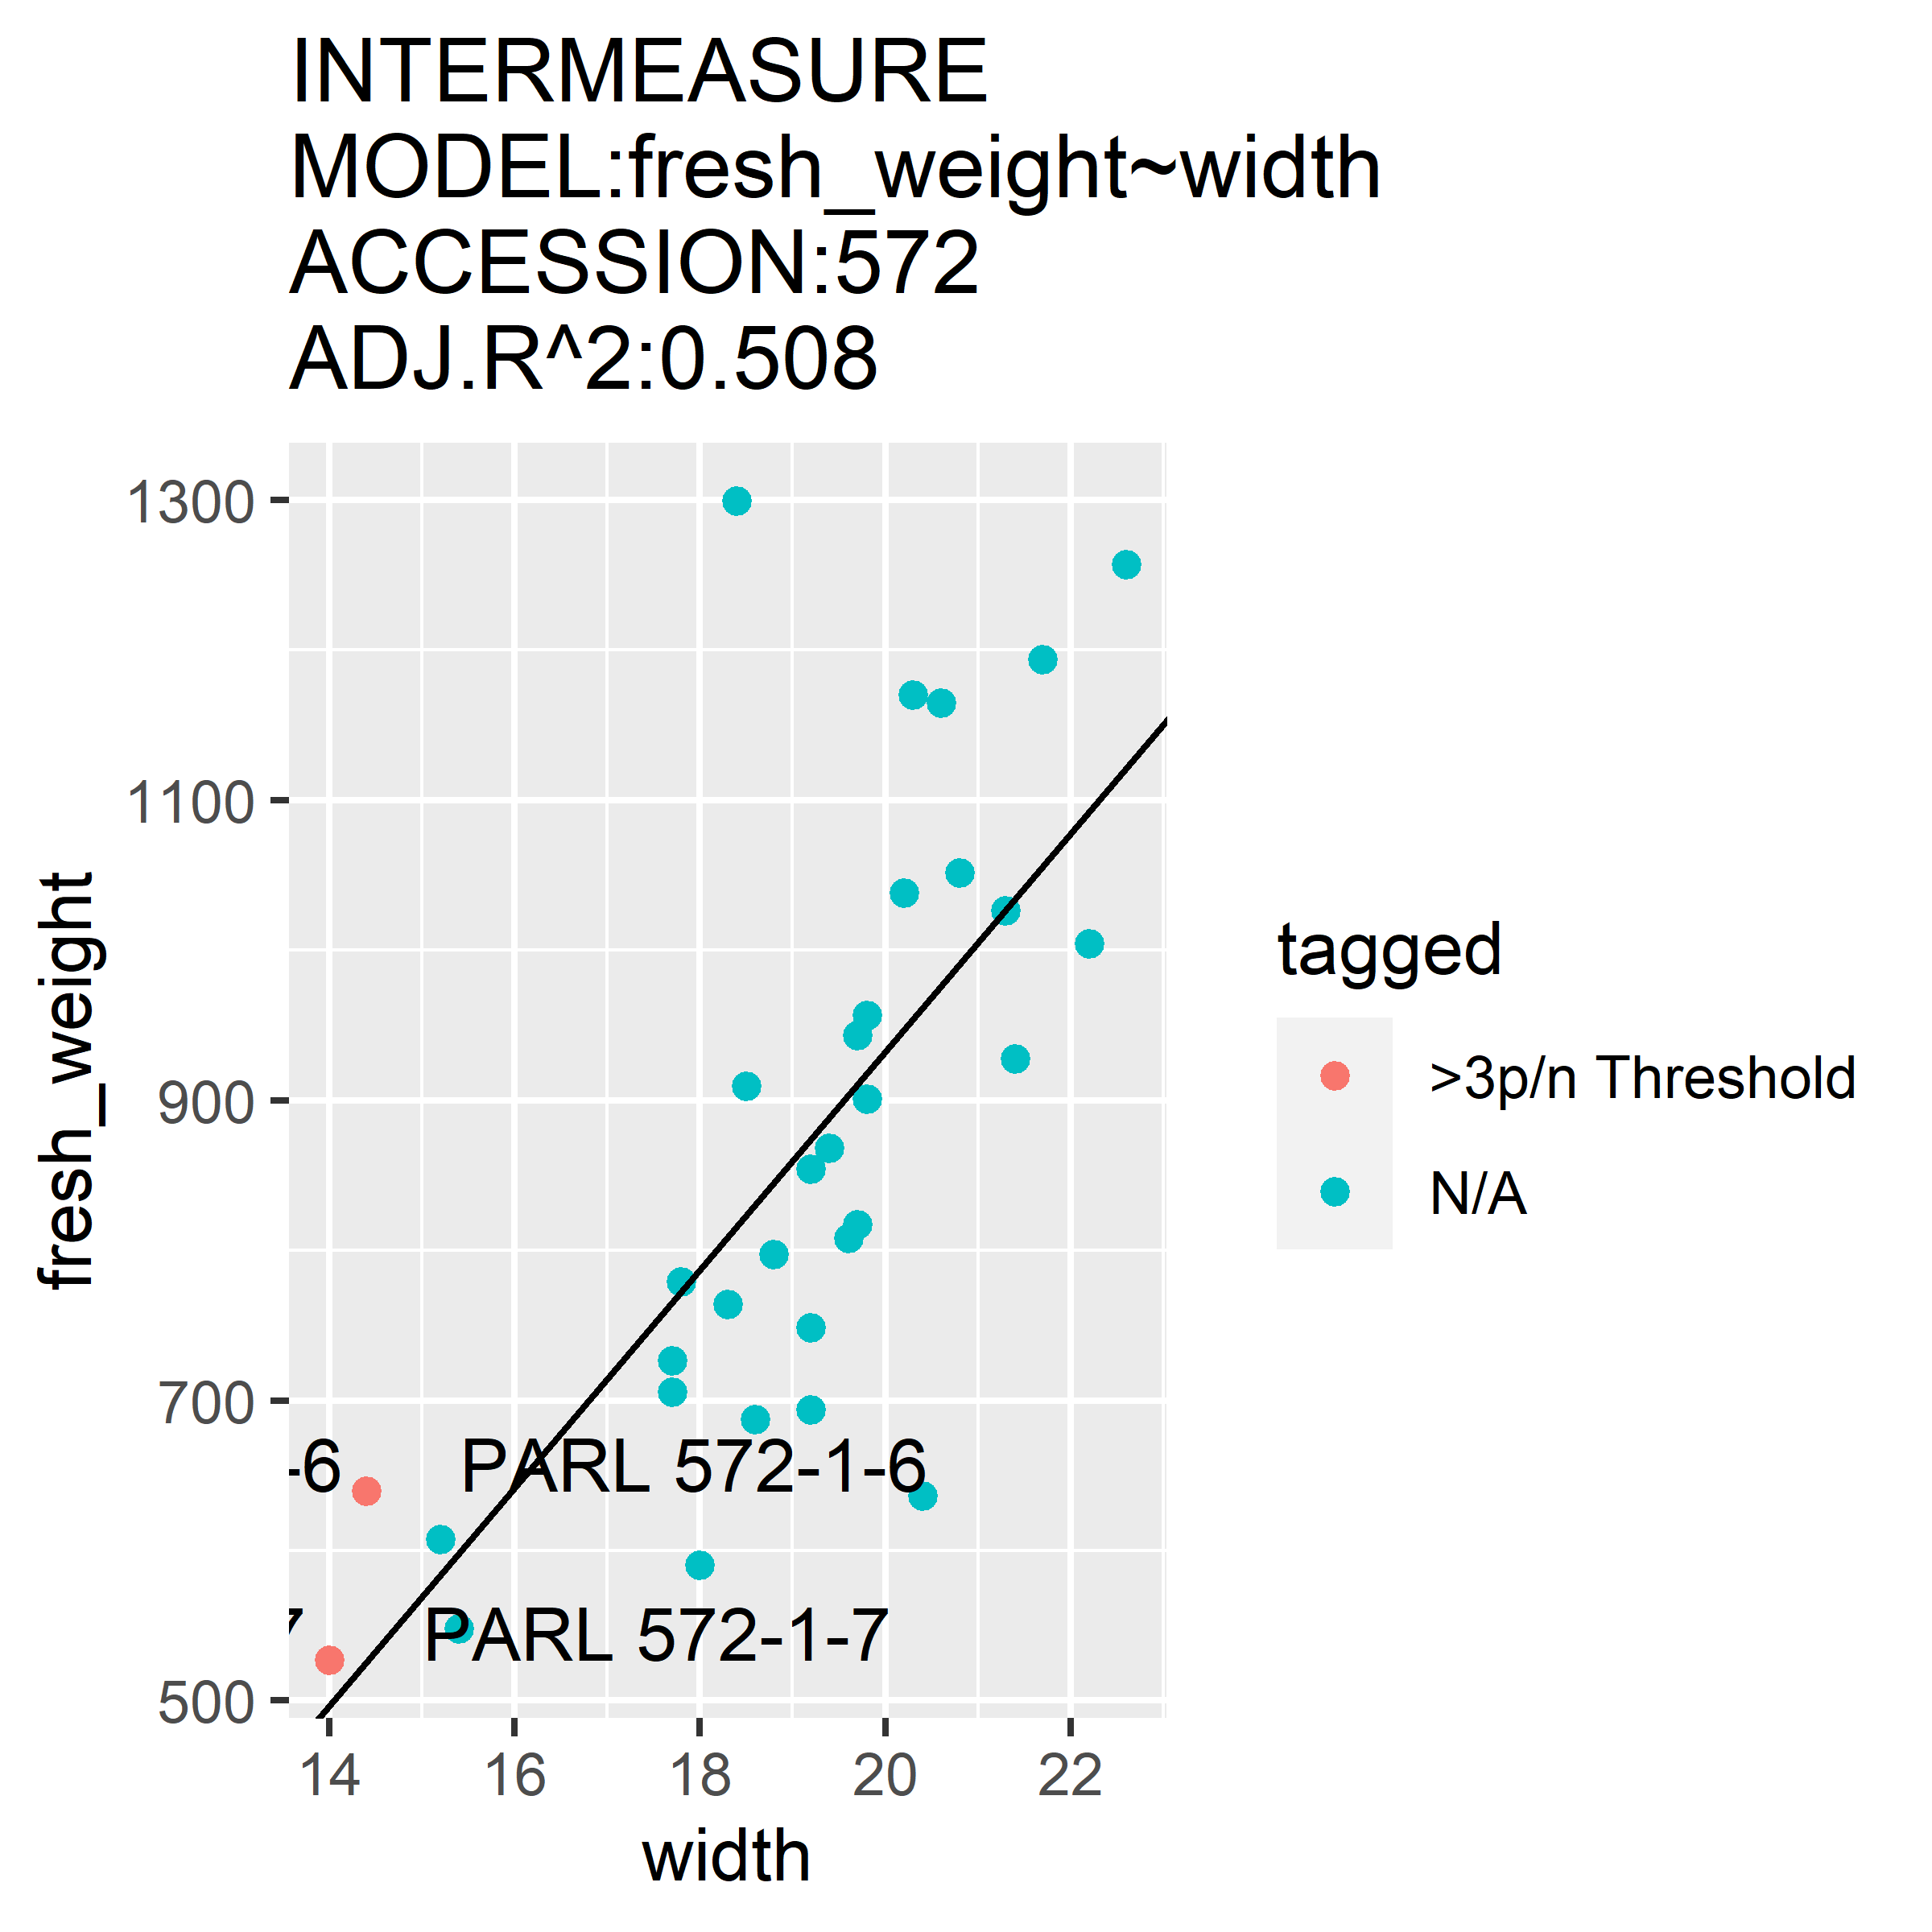 INTERMEASURE
MODEL:fresh_weight~width
ACCESSION:572
ADJ.R^2:0.508
1300
1100
900
700
500
fresh_weight
-6 PARL 572-1-6
7 PARL 572-1-7
14 16 18 20 22
width
tagged
>3p/n Threshold
N/A